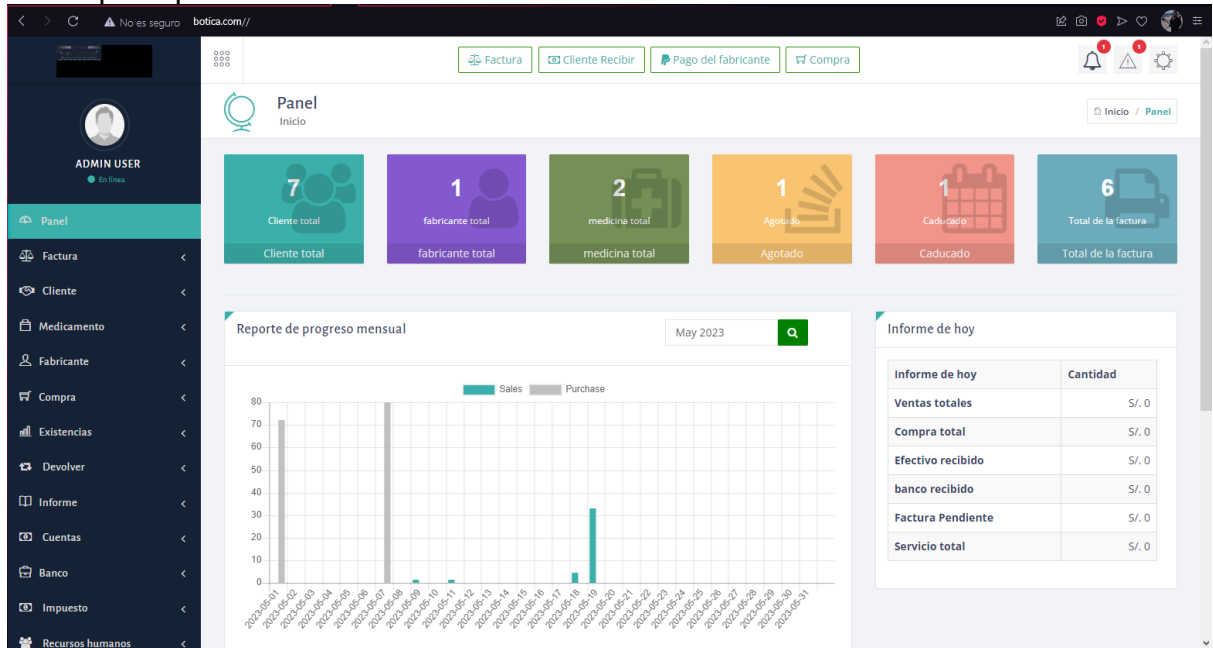 No es seguro botica.com//
Factura Cliente Recibir Pago del fabricante Compra
1 1
Panel
Inicio
Inicio / Panel
ADMIN USER
En línea
Panel
Factura
Cliente
Medicamento
Fabricante
Compra
Existencias
Devolver
Informe
Cuentas
Banco
Impuesto
Recursos humanos
7
Cliente total
Cliente total
1
fabricante total
fabricante total
2
medicina total
medicina total
1
Agotado
Agotado
1
Caducado
Caducado
6
Total de la factura
Total de la factura
Reporte de progreso mensual
May 2023
Sales Purchase
80
70
60
50
40
30
20
10
0
2023-05-01
2023-05-02
2023-05-03
2023-05-04
2023-05-05
2023-05-06
2023-05-07
2023-05-08
2023-05-09
2023-05-10
2023-05-11
2023-05-12
2023-05-13
2023-05-14
2023-05-15
2023-05-16
2023-05-17
2023-05-18
2023-05-19
2023-05-20
2023-05-21
2023-05-22
2023-05-23
2023-05-24
2023-05-25
2023-05-26
2023-05-27
2023-05-28
2023-05-29
2023-05-30
2023-05-31
Informe de hoy
Informe de hoy Cantidad
Ventas totales S/. 0
Compra total S/. 0
Efectivo recibido S/. 0
banco recibido S/. 0
Factura Pendiente S/. 0
Servicio total S/. 0